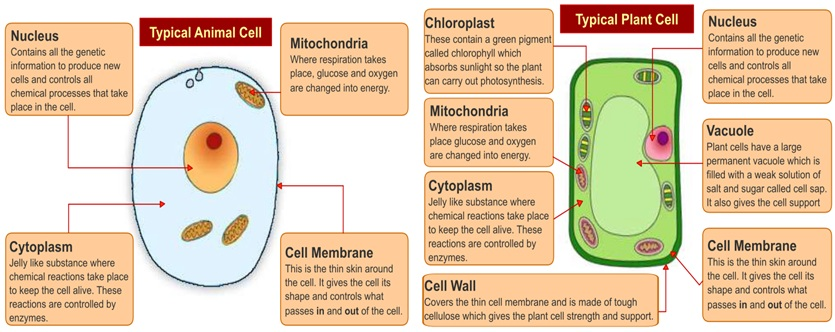 Typical Animal Cell
Nucleus
Contains all the genetic
information to produce new
cells and controls all
chemical processes that take
place in the cell.
Mitochondria
Where respiration takes
place, glucose and oxygen
are changed into energy.
Cytoplasm
Jelly like substance where
chemical reactions take place
to keep the cell alive. These
reactions are controlled by
enzymes.
Cell Membrane
This is the thin skin around
the cell. It gives the cell its
shape and controls what
passes in and out of the cell.
Typical Plant Cell
Chloroplast
These contain a green pigment
called chlorophyll which
absorbs sunlight so the plant
can carry out photosynthesis.
Mitochondria
Where respiration takes
place glucose and oxygen
are changed into energy.
Cytoplasm
Jelly like substance where
chemical reactions take place
to keep the cell alive. These
reactions are controlled by
enzymes.
Cell Wall
Covers the thin cell membrane and is made of tough
cellulose which gives the plant cell strength and support.
Nucleus
Contains all the genetic
information to produce new
cells and controls all
chemical processes that take
place in the cell.
Vacuole
Plant cells have a large
permanent vacuole which is
filled with a weak solution of
salt and sugar called cell sap.
It also gives the cell support
Cell Membrane
This is the thin skin around
the cell. It gives the cell its
shape and controls what
passes in and out of the cell.